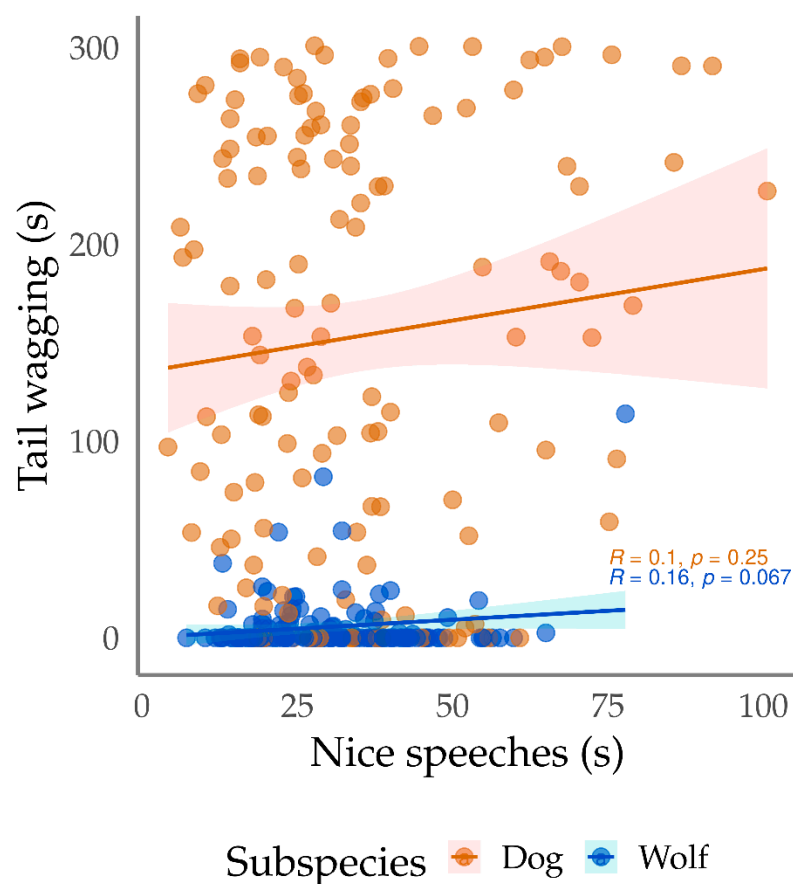 300
200
100
0
Tail wagging (s)
R = 0.1, p = 0.25
R = 0.16, p = 0.067
0 25 50 75 100
Nice speeches (s)
Subspecies Dog Wolf